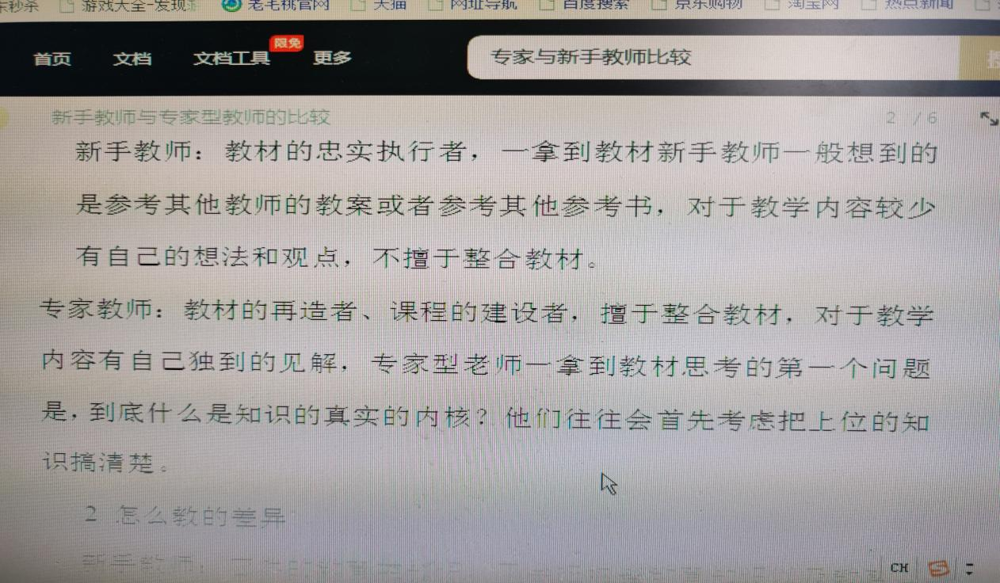 东秒杀 游戏大全-发现 老毛桃官网 天猫 网址导航 百度搜索 京东购物 淘宝网 热点新闻
首页 文档 文档工具 限免 更多 专家与新手教师比较
新手教师与专家型教师的比较 2 / 6
新手教师：教材的忠实执行者，一拿到教材新手教师一般想到的
是参考其他教师的教案或者参考其他参考书，对于教学内容较少
有自己的想法和观点，不擅于整合教材。
专家教师：教材的再造者、课程的建设者，擅于整合教材，对于教学
内容有自己独到的见解，专家型老师一拿到教材思考的第一个问题
是，到底什么是知识的真实的内核？他们往往会首先考虑把上位的知
识搞清楚。
2 怎么教的差异
新手教师：
CH S